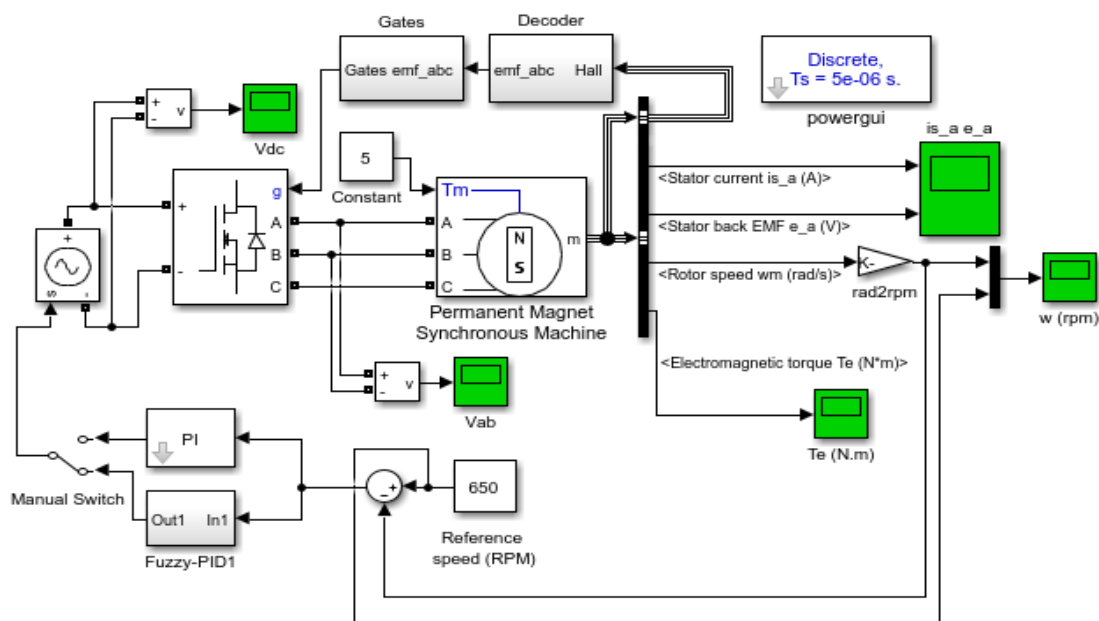 Gates
Decoder
Gates emf_abc
emf_abc
Hall
Discrete,
Ts = 5e-06 s.
powergui
+
-
v
Vdc
5
Constant
is_a e_a
<Stator current is_a (A)>
g
+
-
A
B
C
Tm
A
B
C
N
S
m
Permanent Magnet
Synchronous Machine
<Stator back EMF e_a (V)>
<Rotor speed wm (rad/s)>
K-
rad2rpm
w (rpm)
+
s
-
<Electromagnetic torque Te (N*m)>
Te (N.m)
+
-
v
Vab
PI
Manual Switch
Out1
In1
Fuzzy-PID1
+
-
650
Reference
speed (RPM)